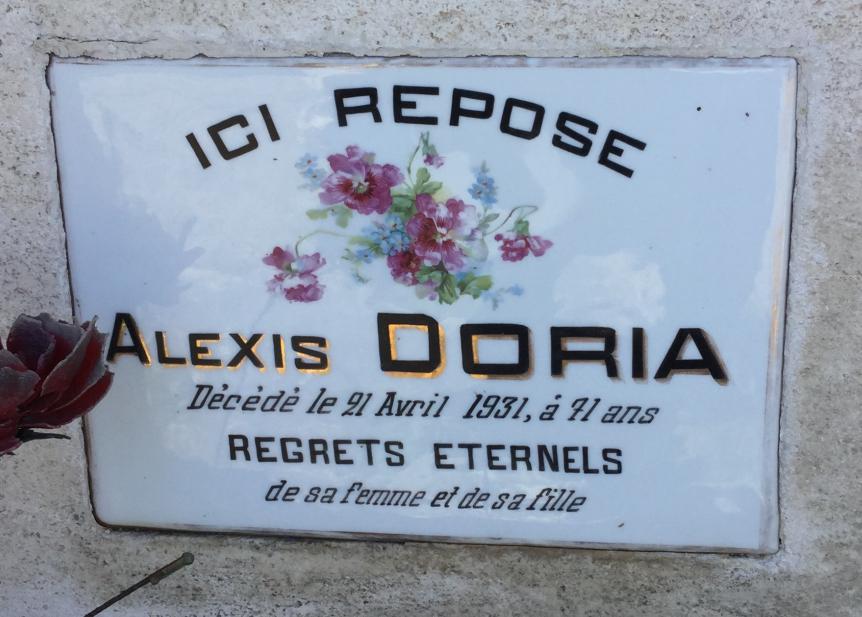 ICI REPOSE
ALEXIS DORIA
Décédé le 21 Avril 1931, à 71 ans
REGRETS ETERNELS
de sa femme et de sa fille